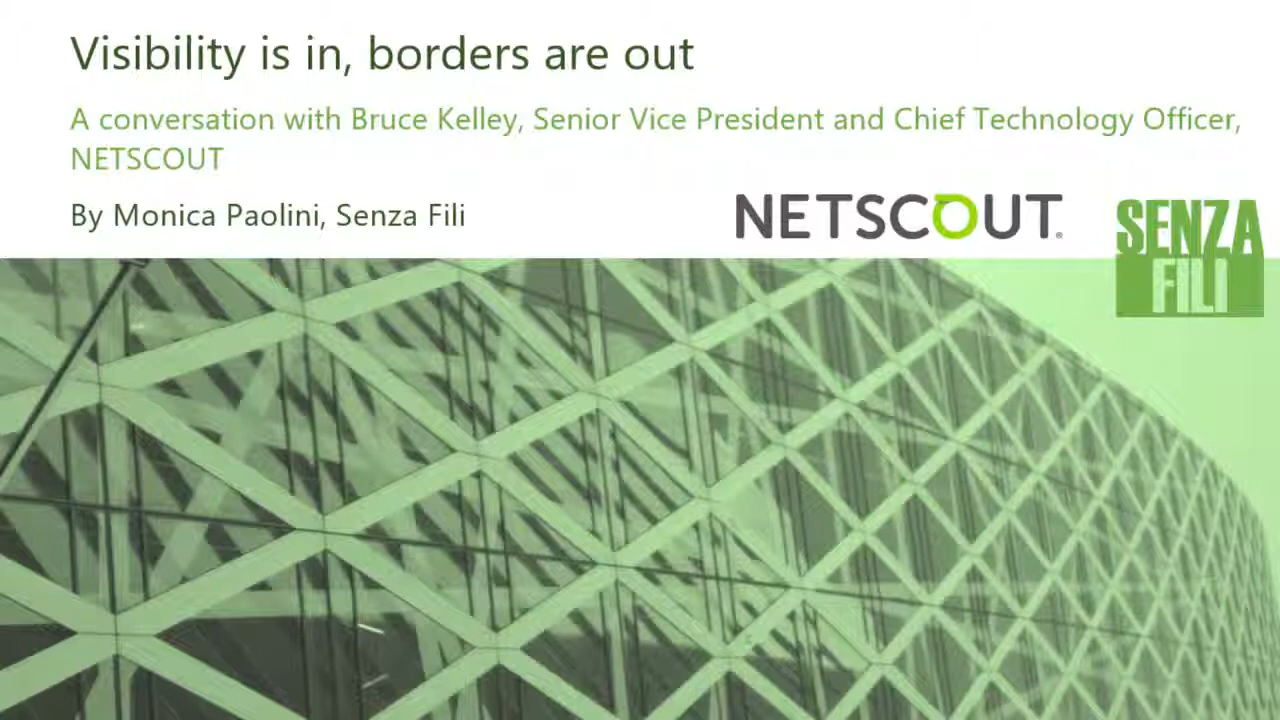 Visibility is in, borders are out
A conversation with Bruce Kelley, Senior Vice President and Chief Technology Officer,
NETSCOUT
By Monica Paolini, Senza Fili
NETSCOUT®
SENZA
FILI